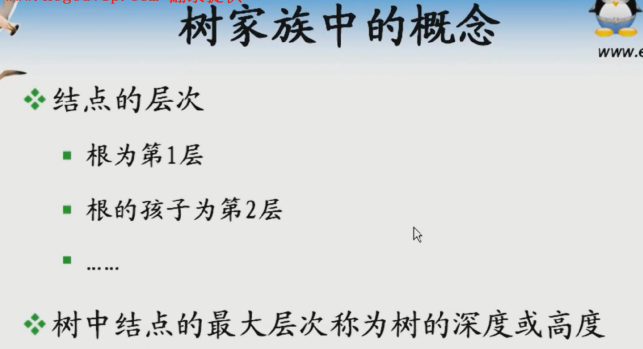 树家族中的概念
www.e
结点的层次
根为第1层
根的孩子为第2层
......
树中结点的最大层次称为树的深度或高度